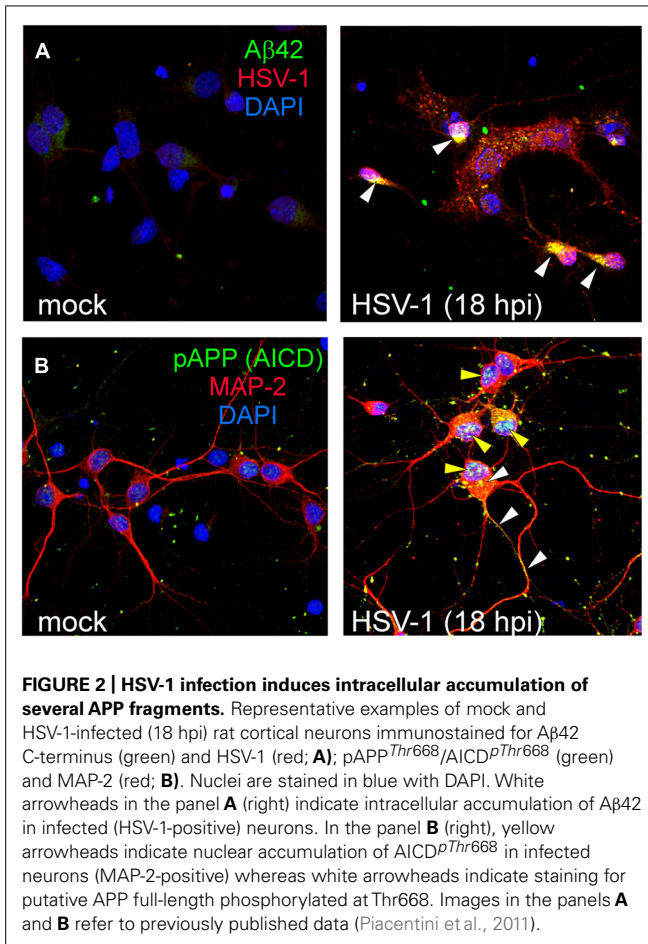 A
Aβ42
HSV-1
DAPI
mock
HSV-1 (18 hpi)
B
pAPP (AICD)
MAP-2
DAPI
mock
HSV-1 (18 hpi)
FIGURE 2 | HSV-1 infection induces intracellular accumulation of
several APP fragments. Representative examples of mock and
HSV-1-infected (18 hpi) rat cortical neurons immunostained for Aβ42
C-terminus (green) and HSV-1 (red; A)); pAPPThr668/AICDpThr668 (green)
and MAP-2 (red; B)). Nuclei are stained in blue with DAPI. White
arrowheads in the panel A (right) indicate intracellular accumulation of Aβ42
in infected (HSV-1-positive) neurons. In the panel B (right), yellow
arrowheads indicate nuclear accumulation of AICDpThr668 in infected
neurons (MAP-2-positive) whereas white arrowheads indicate staining for
putative APP full-length phosphorylated at Thr668. Images in the panels A
and B refer to previously published data (Piacentini et al., 2011).